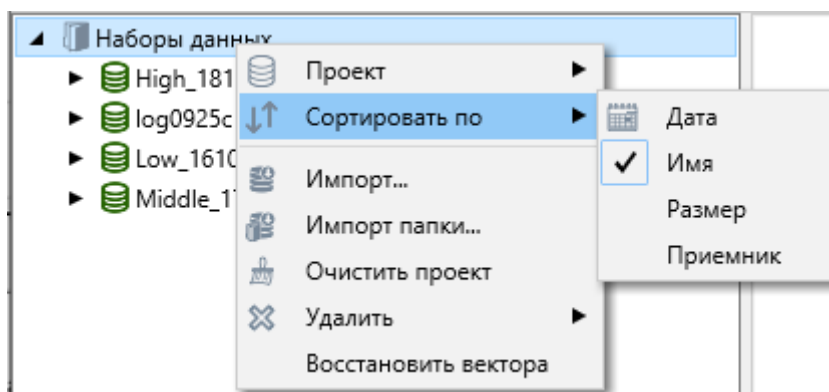 Наборы данных
High_181
log0925c
Low_1610
Middle_17
Проект
Сортировать по
Импорт...
Импорт папки...
Очистить проект
Удалить
Восстановить вектора
Дата
Имя
Размер
Приемник